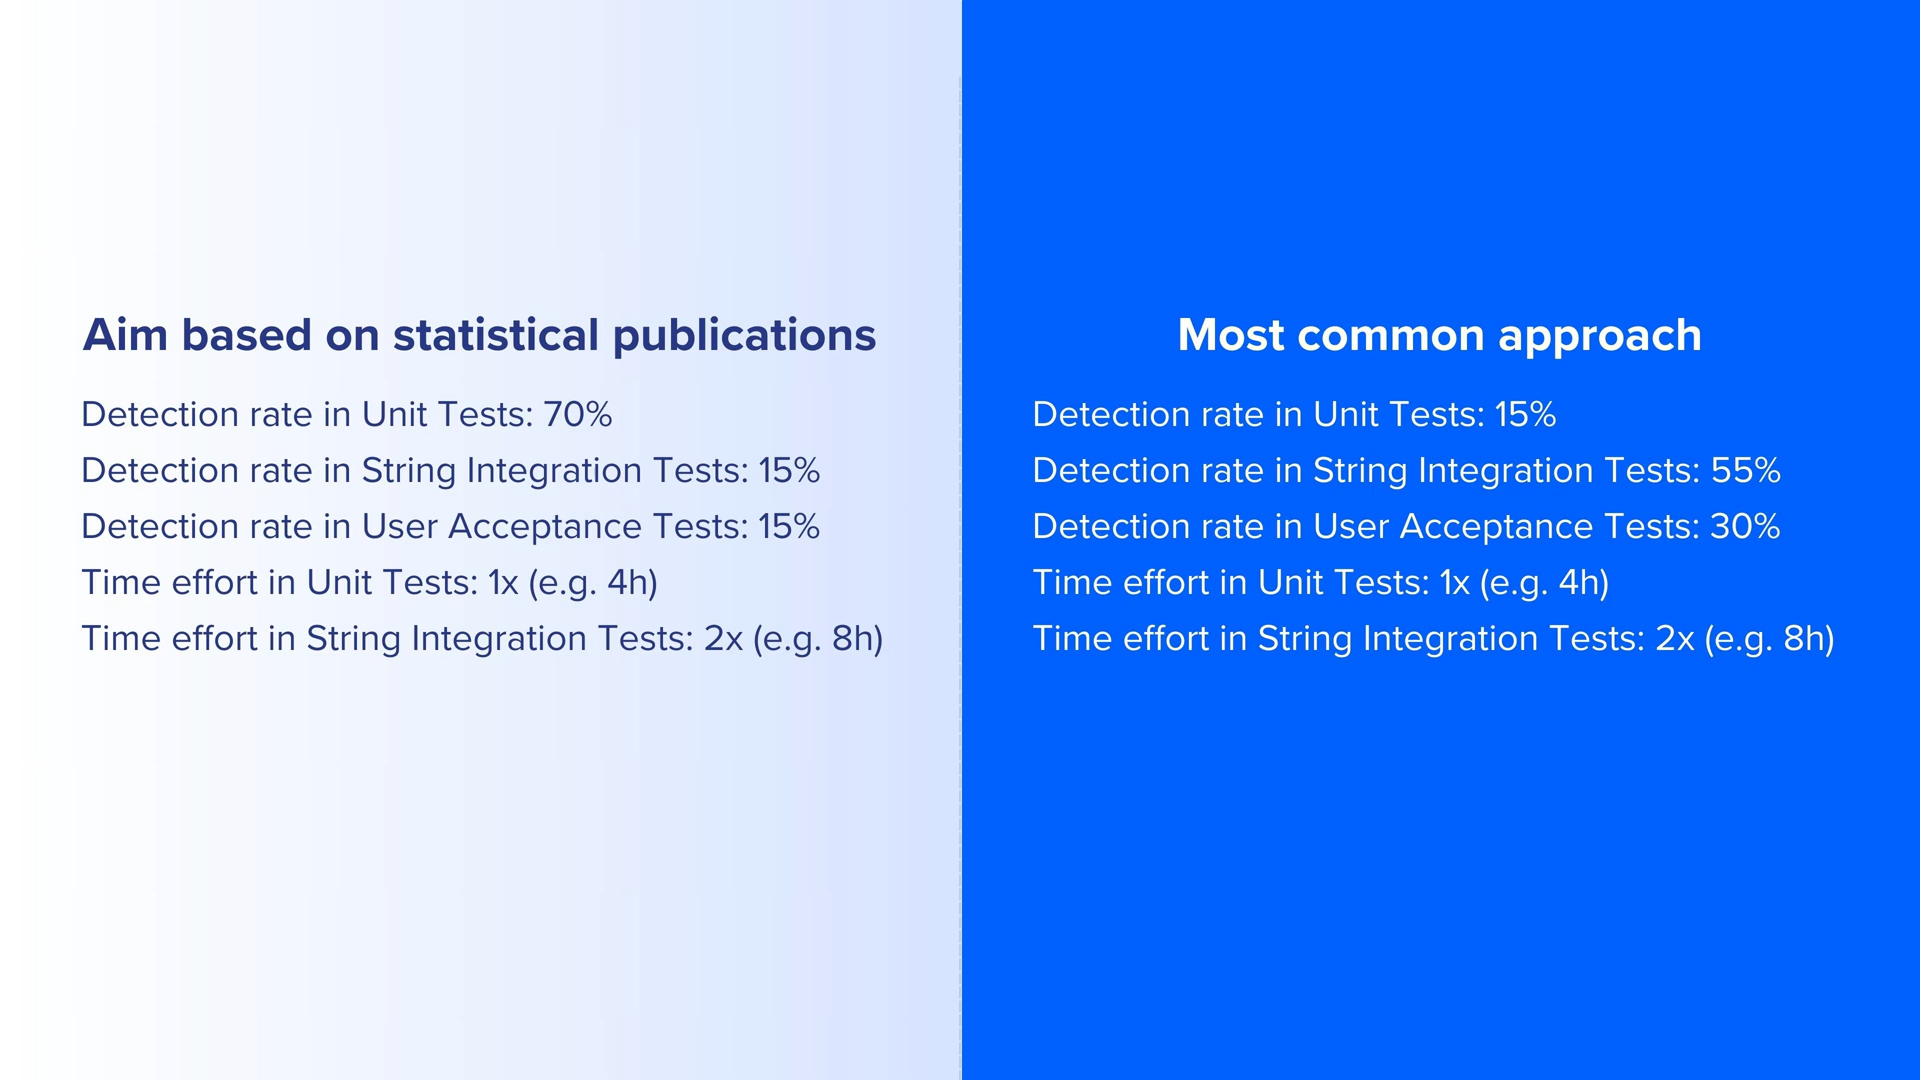 Aim based on statistical publications
Detection rate in Unit Tests: 70%
Detection rate in String Integration Tests: 15%
Detection rate in User Acceptance Tests: 15%
Time effort in Unit Tests: 1x (e.g. 4h)
Time effort in String Integration Tests: 2x (e.g. 8h)
Most common approach
Detection rate in Unit Tests: 15%
Detection rate in String Integration Tests: 55%
Detection rate in User Acceptance Tests: 30%
Time effort in Unit Tests: 1x (e.g. 4h)
Time effort in String Integration Tests: 2x (e.g. 8h)